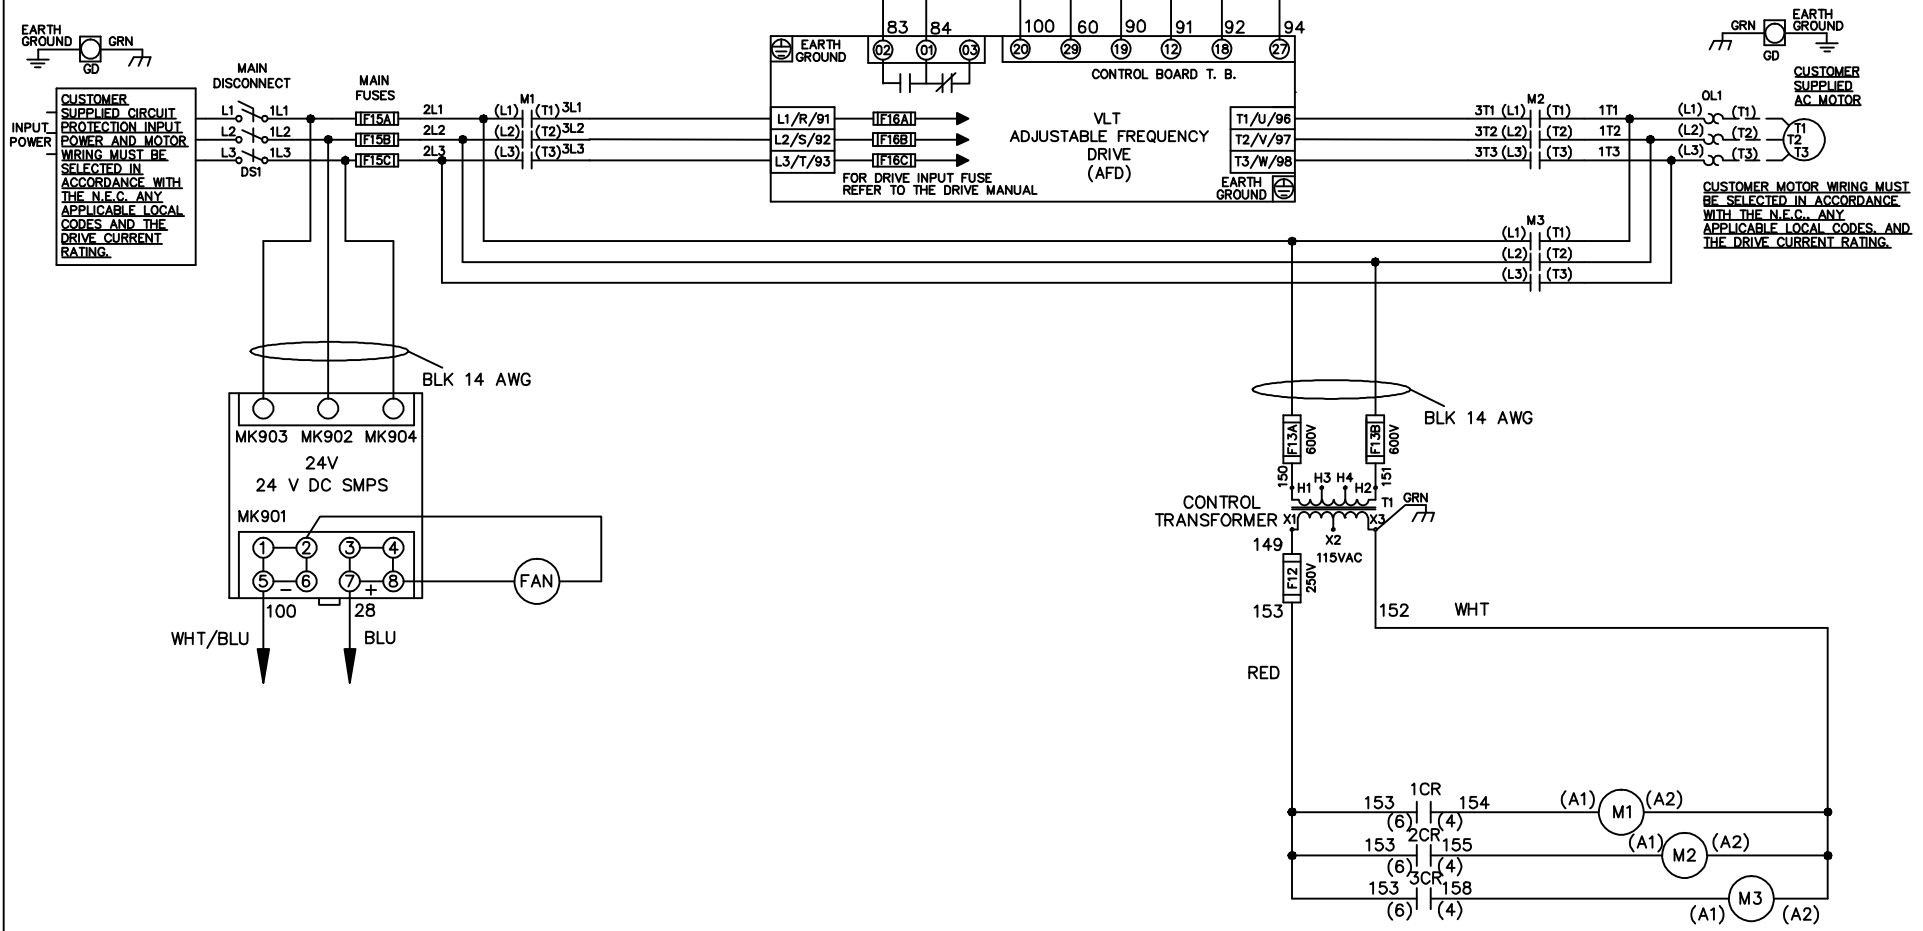 83 84 100 60 90 91 92 94
EARTH
GROUND
GRN
GD
EARTH
GROUND
02 01 03
20 29 19 12 18 27
CONTROL BOARD T. B.
GRN
EARTH
GROUND
GD
MAIN
DISCONNECT
MAIN
FUSES
CUSTOMER
SUPPLIED
AC MOTOR
INPUT
POWER
CUSTOMER
SUPPLIED CIRCUIT
PROTECTION INPUT
POWER AND MOTOR
WIRING MUST BE
SELECTED IN
ACCORDANCE WITH
THE N.E.C. ANY
APPLICABLE LOCAL
CODES AND THE
DRIVE CURRENT
RATING.
L1 1L1 F15A 2L1 (L1) M1 (T1) 3L1
L2 1L2 F15B 2L2 (L2) (T2) 3L2
L3 1L3 F15C 2L3 (L3) (T3) 3L3
DS1
L1/R/91 F16A
L2/S/92 F16B
L3/T/93 F16C
FOR DRIVE INPUT FUSE
REFER TO THE DRIVE MANUAL
VLT
ADJUSTABLE FREQUENCY
DRIVE
(AFD)
T1/U/96
T2/V/97
T3/W/98
EARTH
GROUND
M2
3T1 (L1) (T1) 1T1
3T2 (L2) (T2) 1T2
3T3 (L3) (T3) 1T3
OL1
(L1) (T1)
(L2) (T2)
(L3) (T3)
T1
T2
T3
CUSTOMER MOTOR WIRING MUST
BE SELECTED IN ACCORDANCE
WITH THE N.E.C., ANY
APPLICABLE LOCAL CODES, AND
THE DRIVE CURRENT RATING.
M3
(L1) (T1)
(L2) (T2)
(L3) (T3)
BLK 14 AWG
MK903 MK902 MK904
24V
24 V DC SMPS
MK901
1 2 3 4
5 – 6 7 + 8
FAN
100 28
WHT/BLU BLU
BLK 14 AWG
F13A 600V F13B 600V
150 151
H1 H3 H4 H2
CONTROL
TRANSFORMER
T1
GRN
X1 X3
X2
115VAC
149
F12 250V
153
152 WHT
RED
1CR
153 154 (A1) M1 (A2)
(6) (4)
2CR
153 155 (A1) M2 (A2)
(6) (4)
3CR
153 158 M3
(6) (4) (A1) (A2)